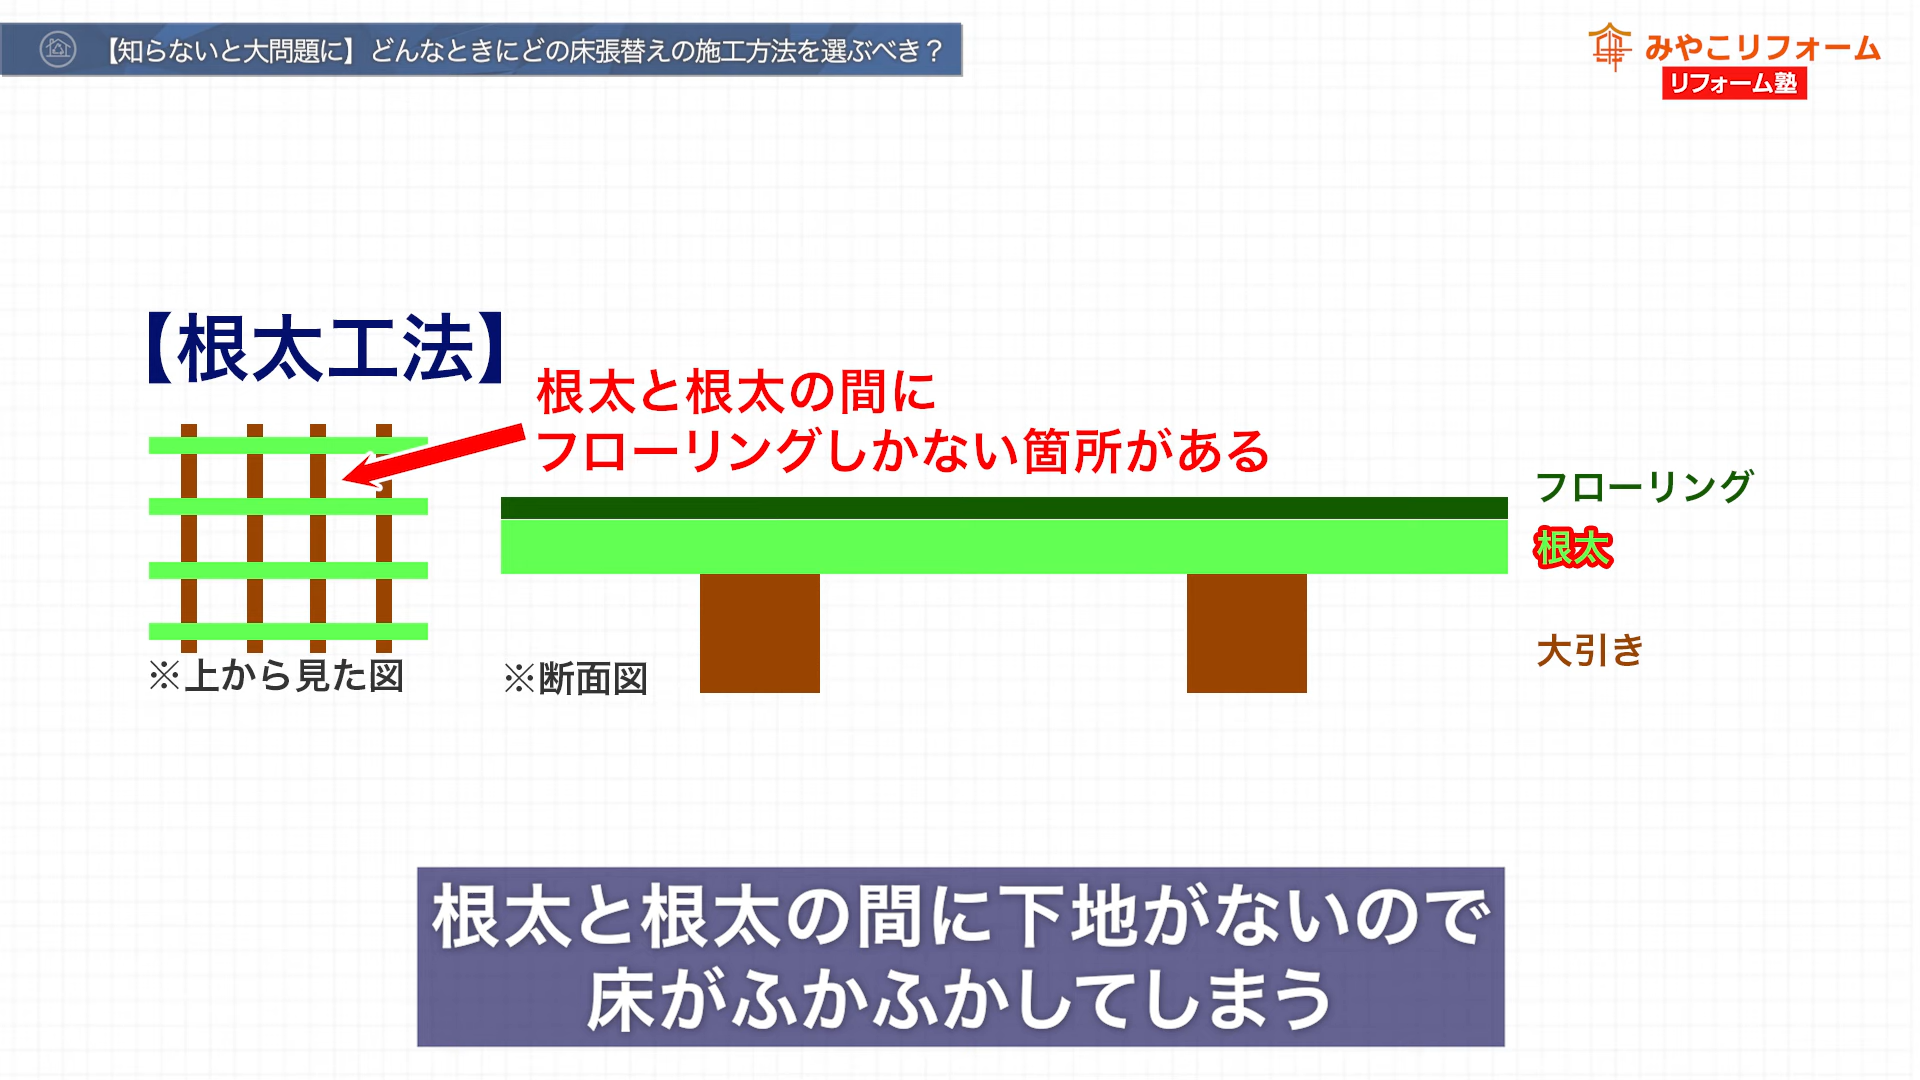 【知らないと大問題に】どんなときにどの床張替えの施工方法を選ぶべき？
みやこリフォーム
リフォーム塾
【根太工法】
根太と根太の間に
フローリングしかない箇所がある
フローリング
根太
大引き
※上から見た図
※断面図
根太と根太の間に下地がないので
床がふかふかしてしまう